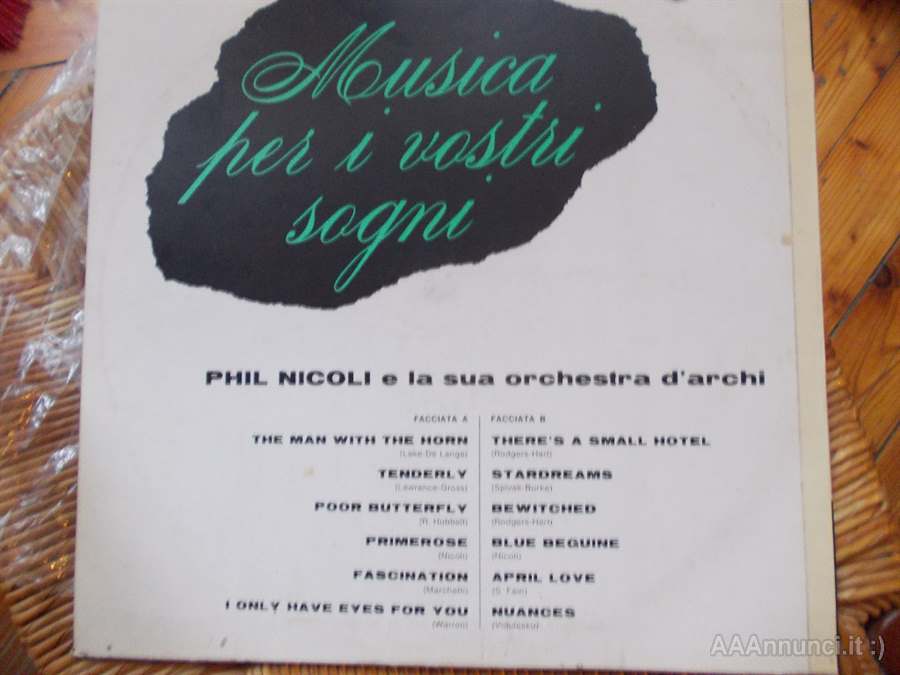 Musica
per i vostri
sogni
PHIL NICOLI e la sua orchestra d'archi
FACCIATA A
THE MAN WITH THE HORN
(Lake-De Lange)
TENDERLY
(Lawrance-Gross)
POOR BUTTERFLY
(R. Hubbell)
PRIMEROSE
(Nicoli)
FASCINATION
(Marchetti)
I ONLY HAVE EYES FOR YOU
(Warren)
FACCIATA B
THERE'S A SMALL HOTEL
(Rodgers-Hart)
STARDREAMS
(Spivak-Burke)
BEWITCHED
(Rodgers-Hart)
BLUE BEGUINE
(Nicoli)
APRIL LOVE
(S. Fain)
NUANCES
AAAnnunci.it :)